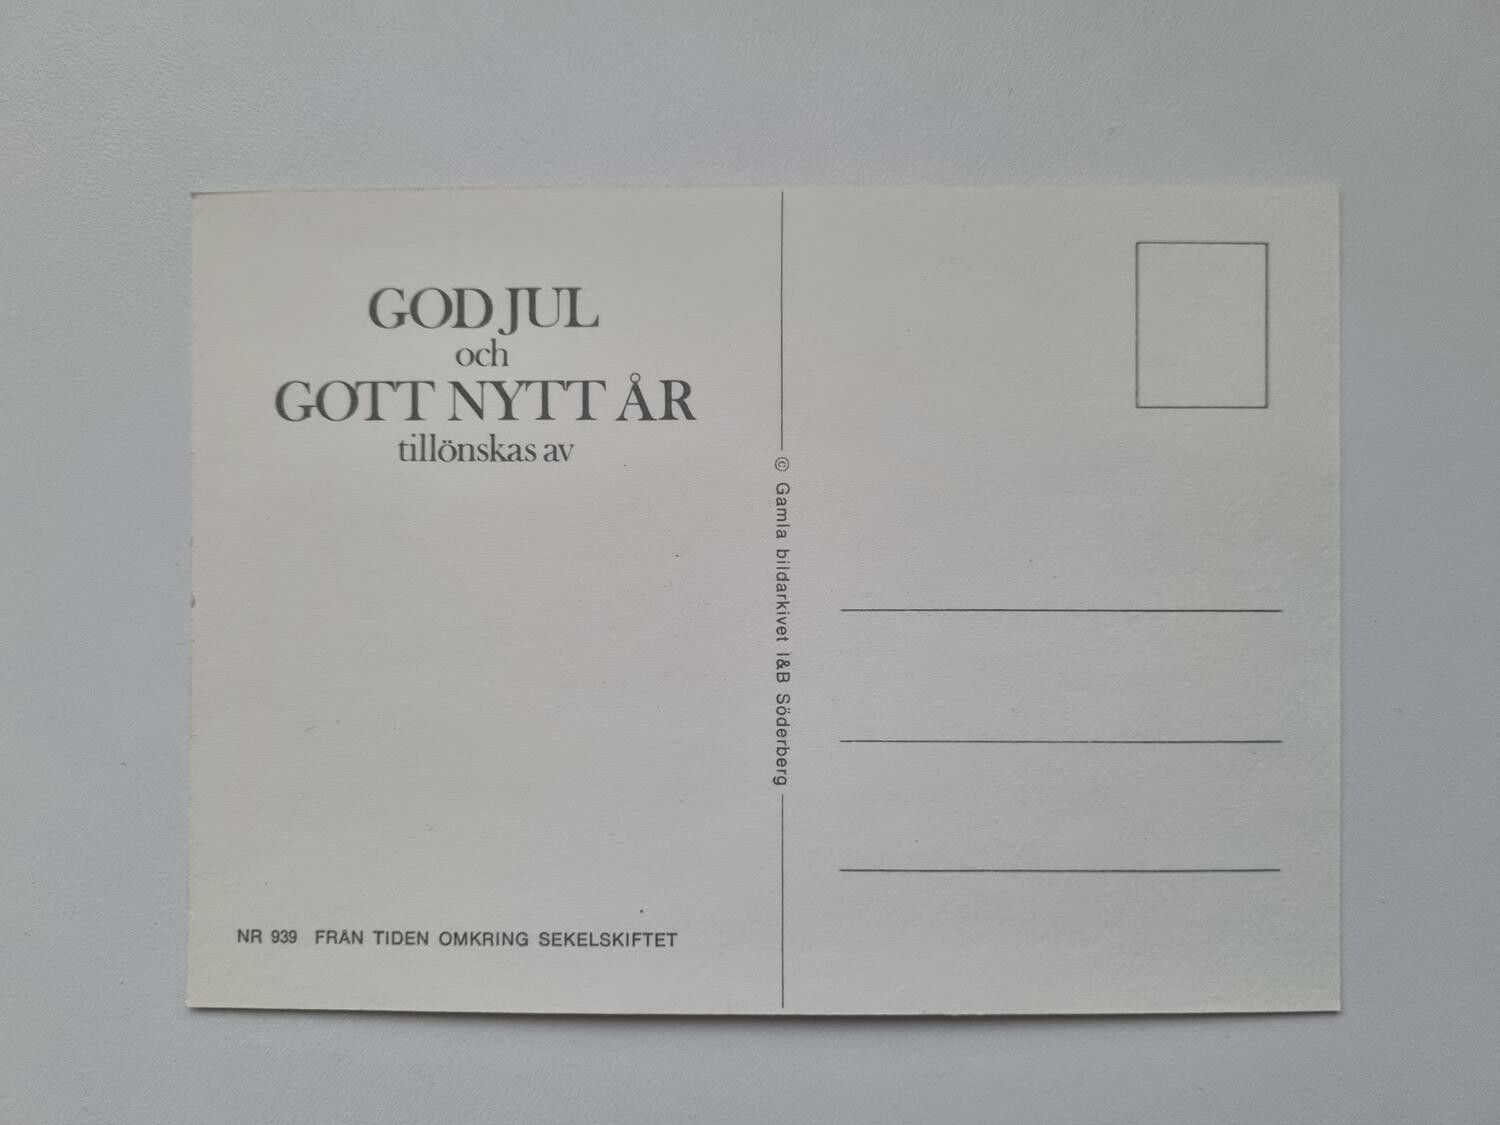 GOD JUL
och
GOTT NYTT ÅR
tillönskas av
NR 939 FRÅN TIDEN OMKRING SEKELSKIFTET
© Gamla bildarkivet I&B Söderberg